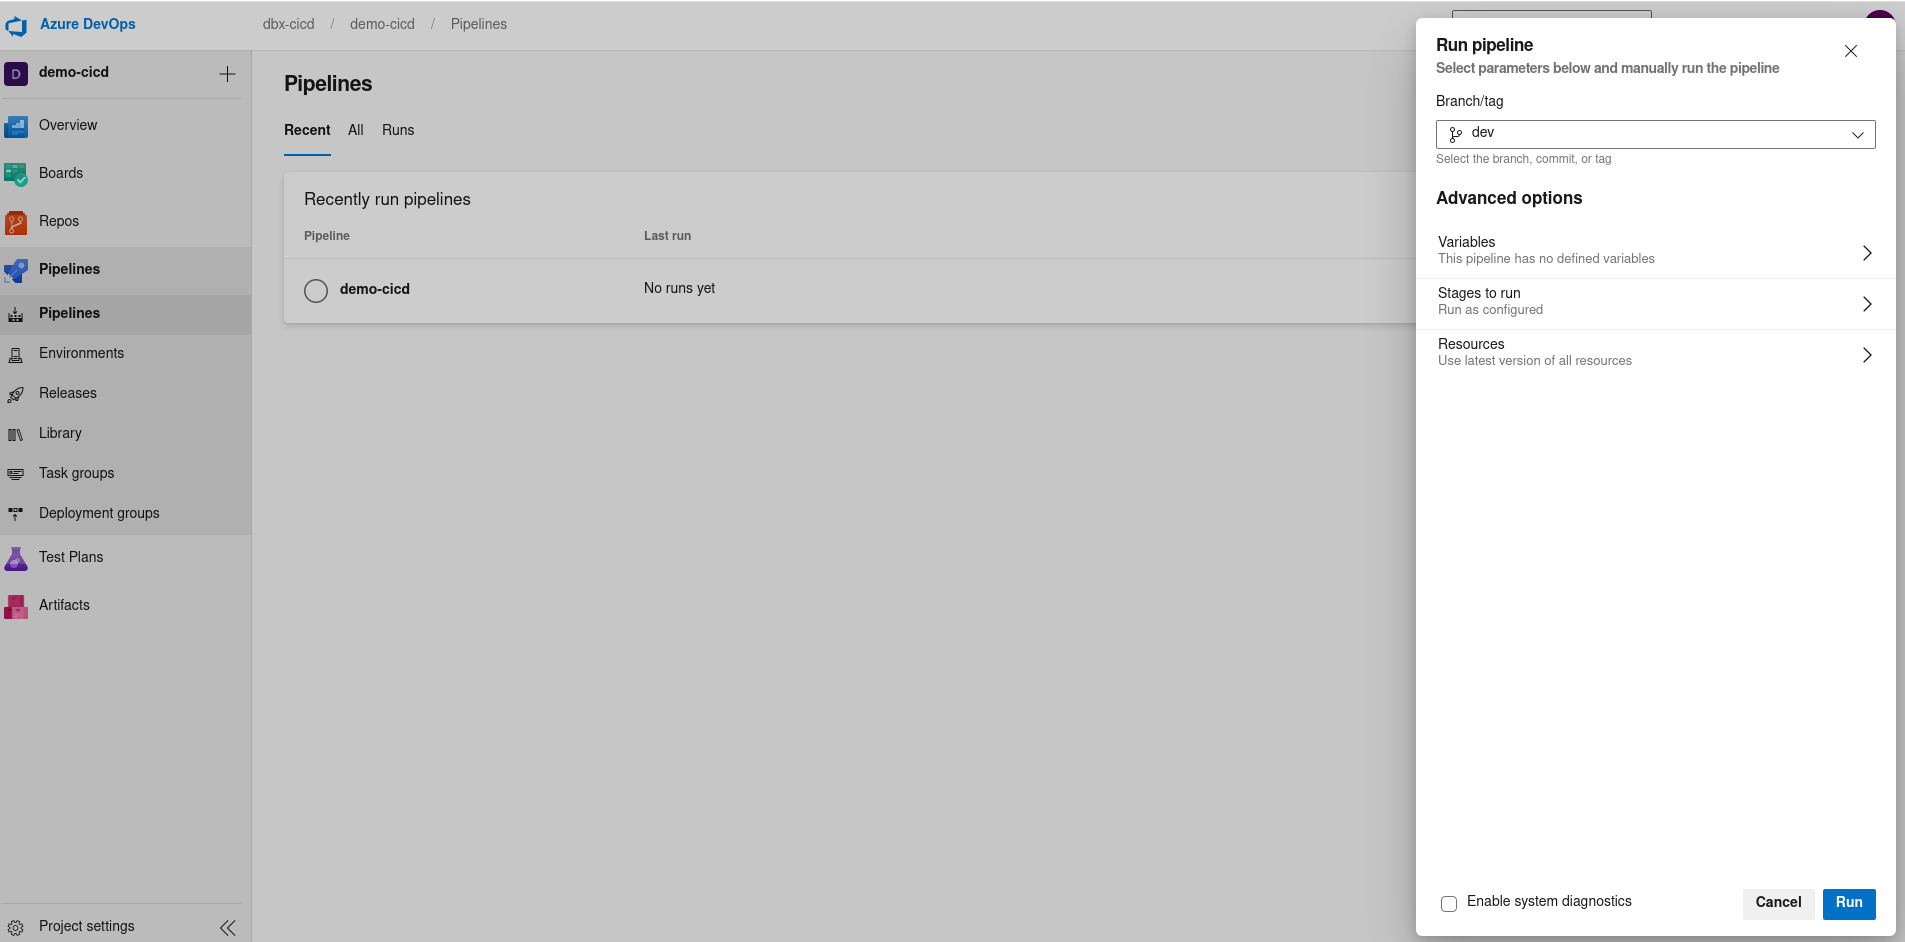 Azure DevOps
dbx-cicd / demo-cicd / Pipelines
D demo-cicd
Overview
Boards
Repos
Pipelines
Pipelines
Environments
Releases
Library
Task groups
Deployment groups
Test Plans
Artifacts
Project settings
Pipelines
Recent All Runs
Recently run pipelines
Pipeline Last run
demo-cicd No runs yet
Run pipeline
Select parameters below and manually run the pipeline
Branch/tag
dev
Select the branch, commit, or tag
Advanced options
Variables
This pipeline has no defined variables
Stages to run
Run as configured
Resources
Use latest version of all resources
Enable system diagnostics Cancel Run